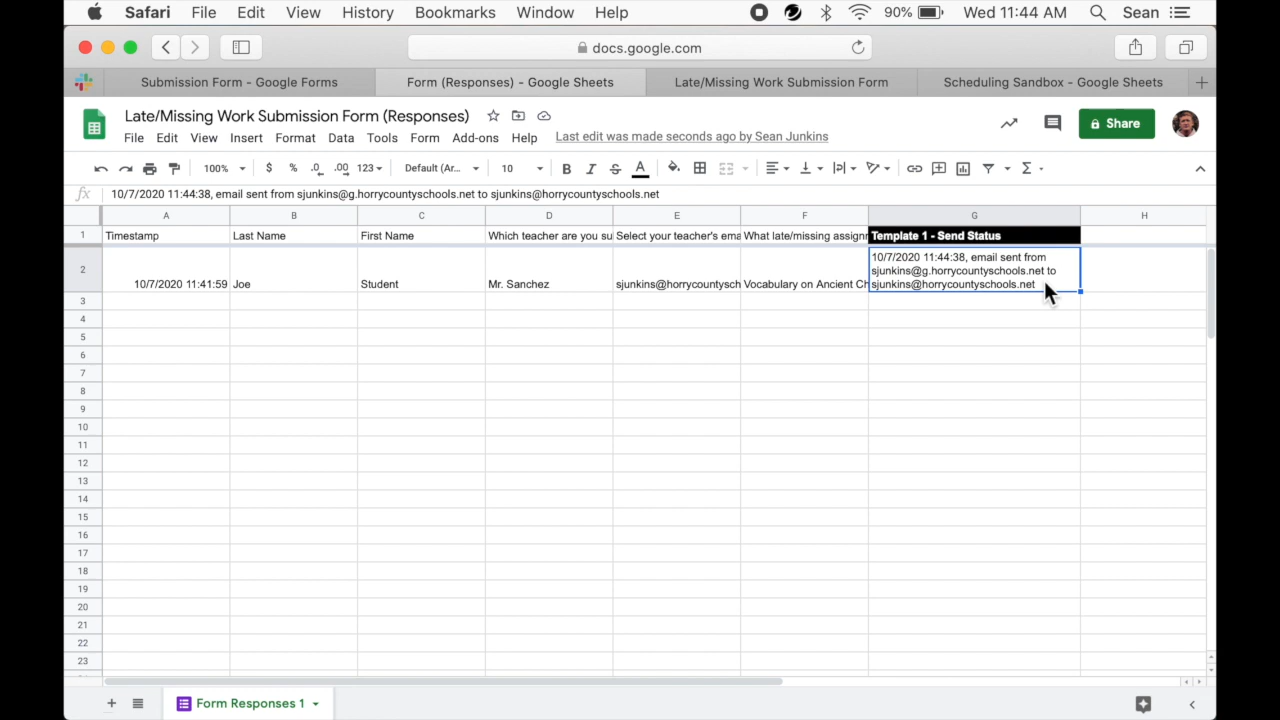 Safari File Edit View History Bookmarks Window Help 90% Wed 11:44 AM Sean
docs.google.com
Submission Form - Google Forms Form (Responses) - Google Sheets Late/Missing Work Submission Form Scheduling Sandbox - Google Sheets
Late/Missing Work Submission Form (Responses)
File Edit View Insert Format Data Tools Form Add-ons Help Last edit was made seconds ago by Sean Junkins
Share
100% $ % .0 .00 123 Default (Ar... 10 B I S A Σ
fx 10/7/2020 11:44:38, email sent from sjunkins@g.horrycountyschools.net to sjunkins@horrycountyschools.net
A B C D E F G H
1 Timestamp Last Name First Name Which teacher are you su Select your teacher's ema What late/missing assignr Template 1 - Send Status
2 10/7/2020 11:41:59 Joe Student Mr. Sanchez sjunkins@horrycountysch Vocabulary on Ancient Ch
10/7/2020 11:44:38, email sent from
sjunkins@g.horrycountyschools.net to
sjunkins@horrycountyschools.net
3
4
5
6
7
8
9
10
11
12
13
14
15
16
17
18
19
20
21
22
23
Form Responses 1